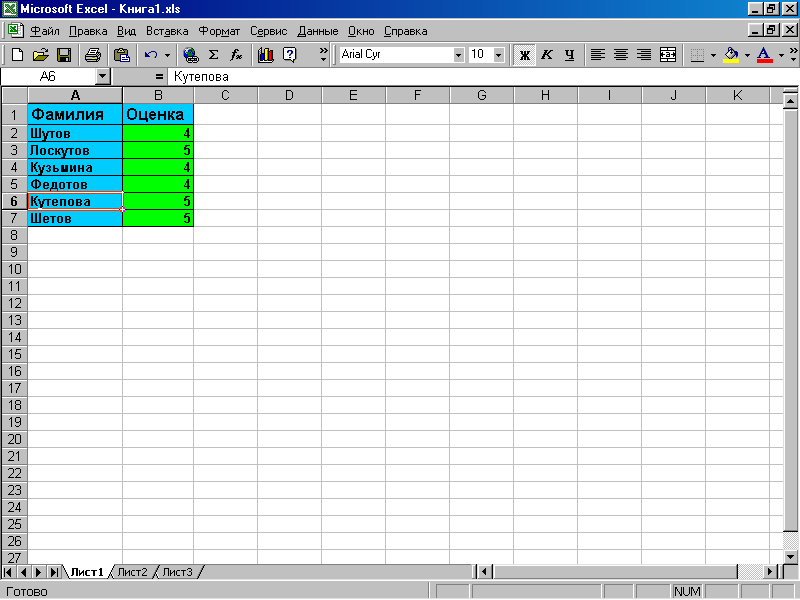 Microsoft Excel - Книга1.xls
Файл Правка Вид Вставка Формат Сервис Данные Окно Справка
Σ fx ? » Arial Cyr 10 Ж К Ч A »
A6 = Кутепова
A B C D E F G H I J K
1 Фамилия Оценка
2 Шутов 4
3 Лоскутов 5
4 Кузьшина 4
5 Федотов 4
6 Кутепова 5
7 Шетов 5
8
9
10
11
12
13
14
15
16
17
18
19
20
21
22
23
24
25
26
27
Лист1 Лист2 Лист3
Готово NUM